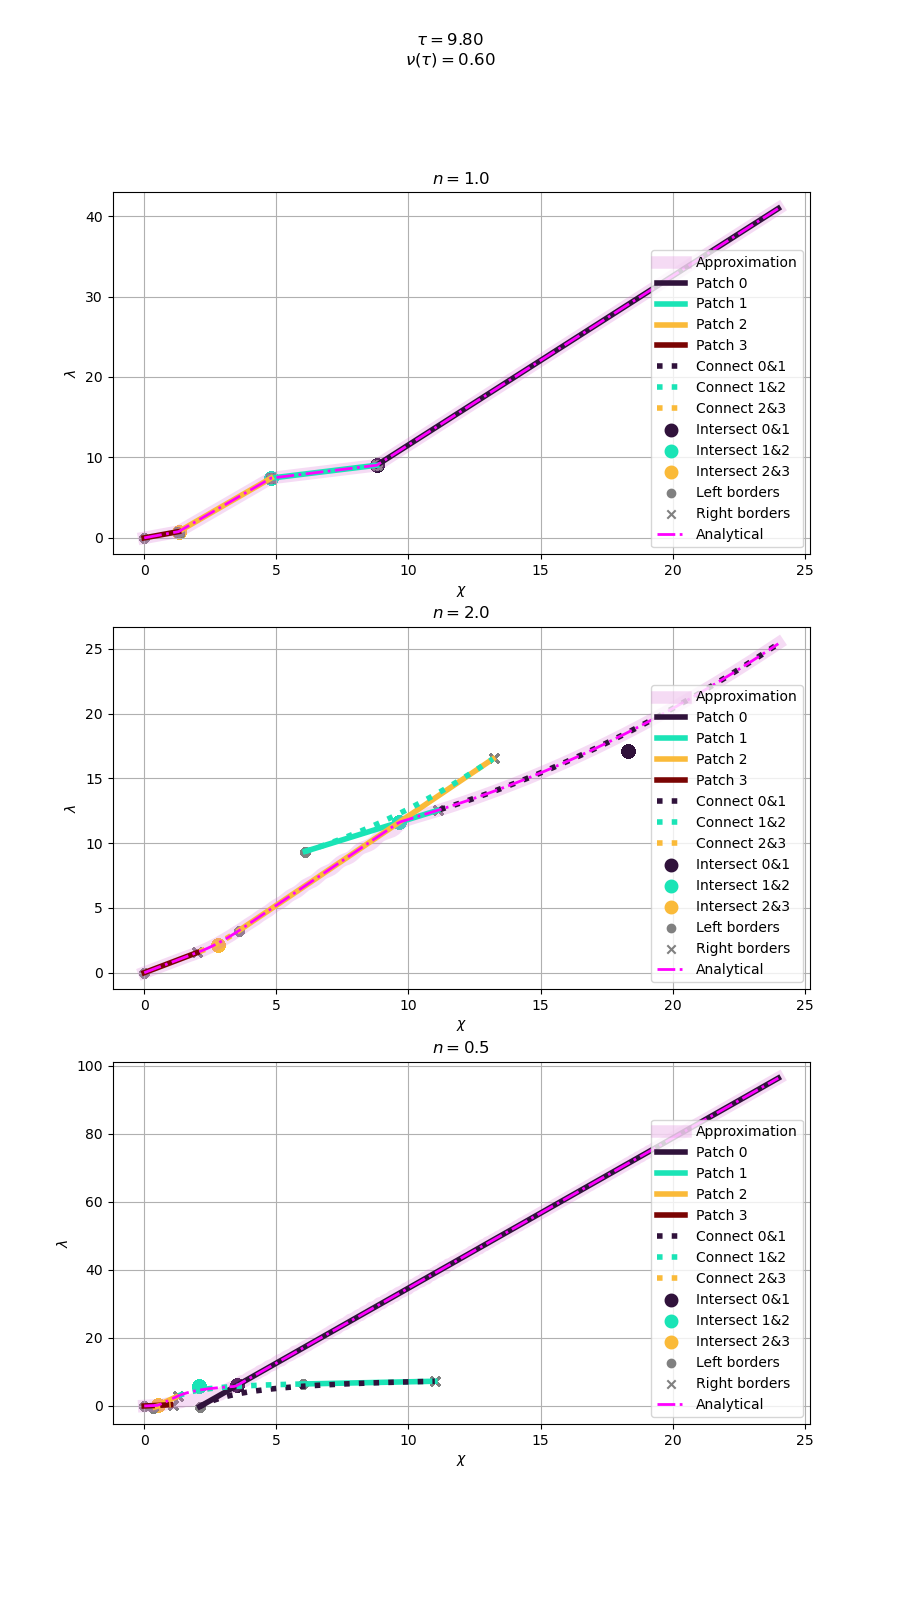 τ = 9.80
ν(τ) = 0.60
n = 1.0
40
30
20
10
0
λ
0 5 10 15 20 25
χ
Approximation
Patch 0
Patch 1
Patch 2
Patch 3
Connect 0&1
Connect 1&2
Connect 2&3
Intersect 0&1
Intersect 1&2
Intersect 2&3
Left borders
Right borders
Analytical
n = 2.0
25
20
15
10
5
0
λ
0 5 10 15 20 25
χ
Approximation
Patch 0
Patch 1
Patch 2
Patch 3
Connect 0&1
Connect 1&2
Connect 2&3
Intersect 0&1
Intersect 1&2
Intersect 2&3
Left borders
Right borders
Analytical
n = 0.5
100
80
60
40
20
0
λ
0 5 10 15 20 25
χ
Approximation
Patch 0
Patch 1
Patch 2
Patch 3
Connect 0&1
Connect 1&2
Connect 2&3
Intersect 0&1
Intersect 1&2
Intersect 2&3
Left borders
Right borders
Analytical